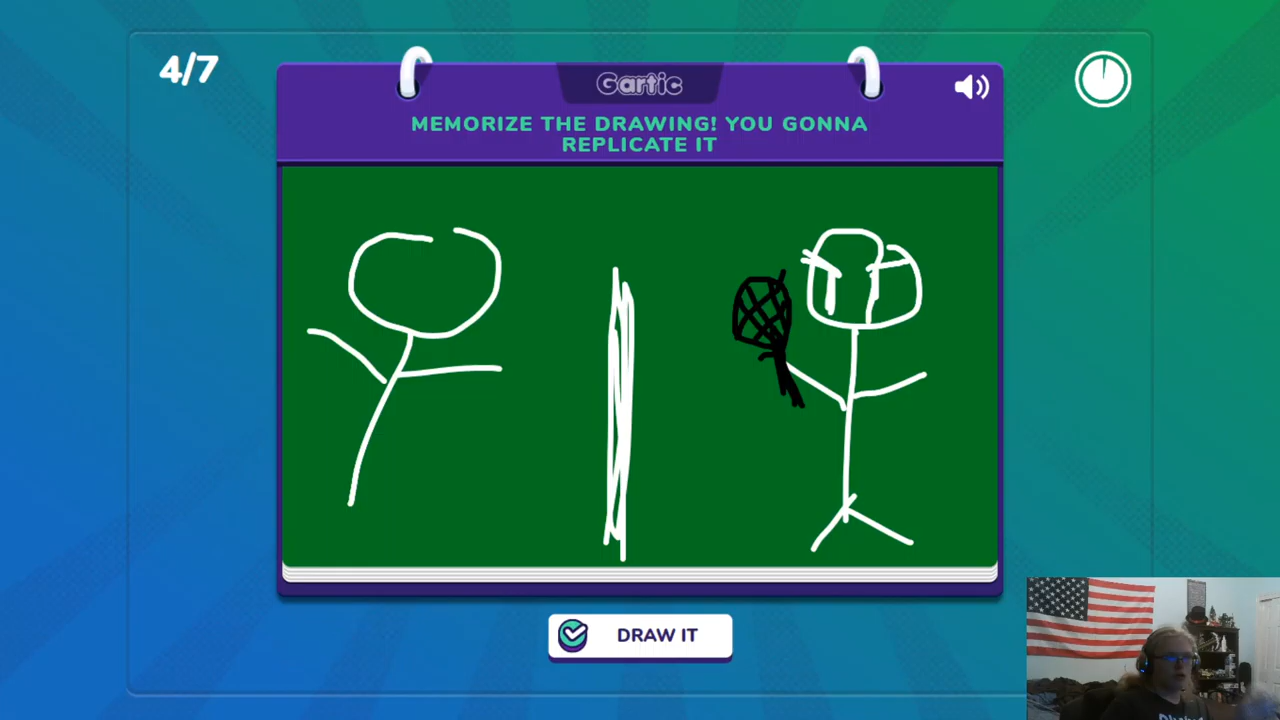 4/7
Gartic
MEMORIZE THE DRAWING! YOU GONNA
REPLICATE IT
DRAW IT